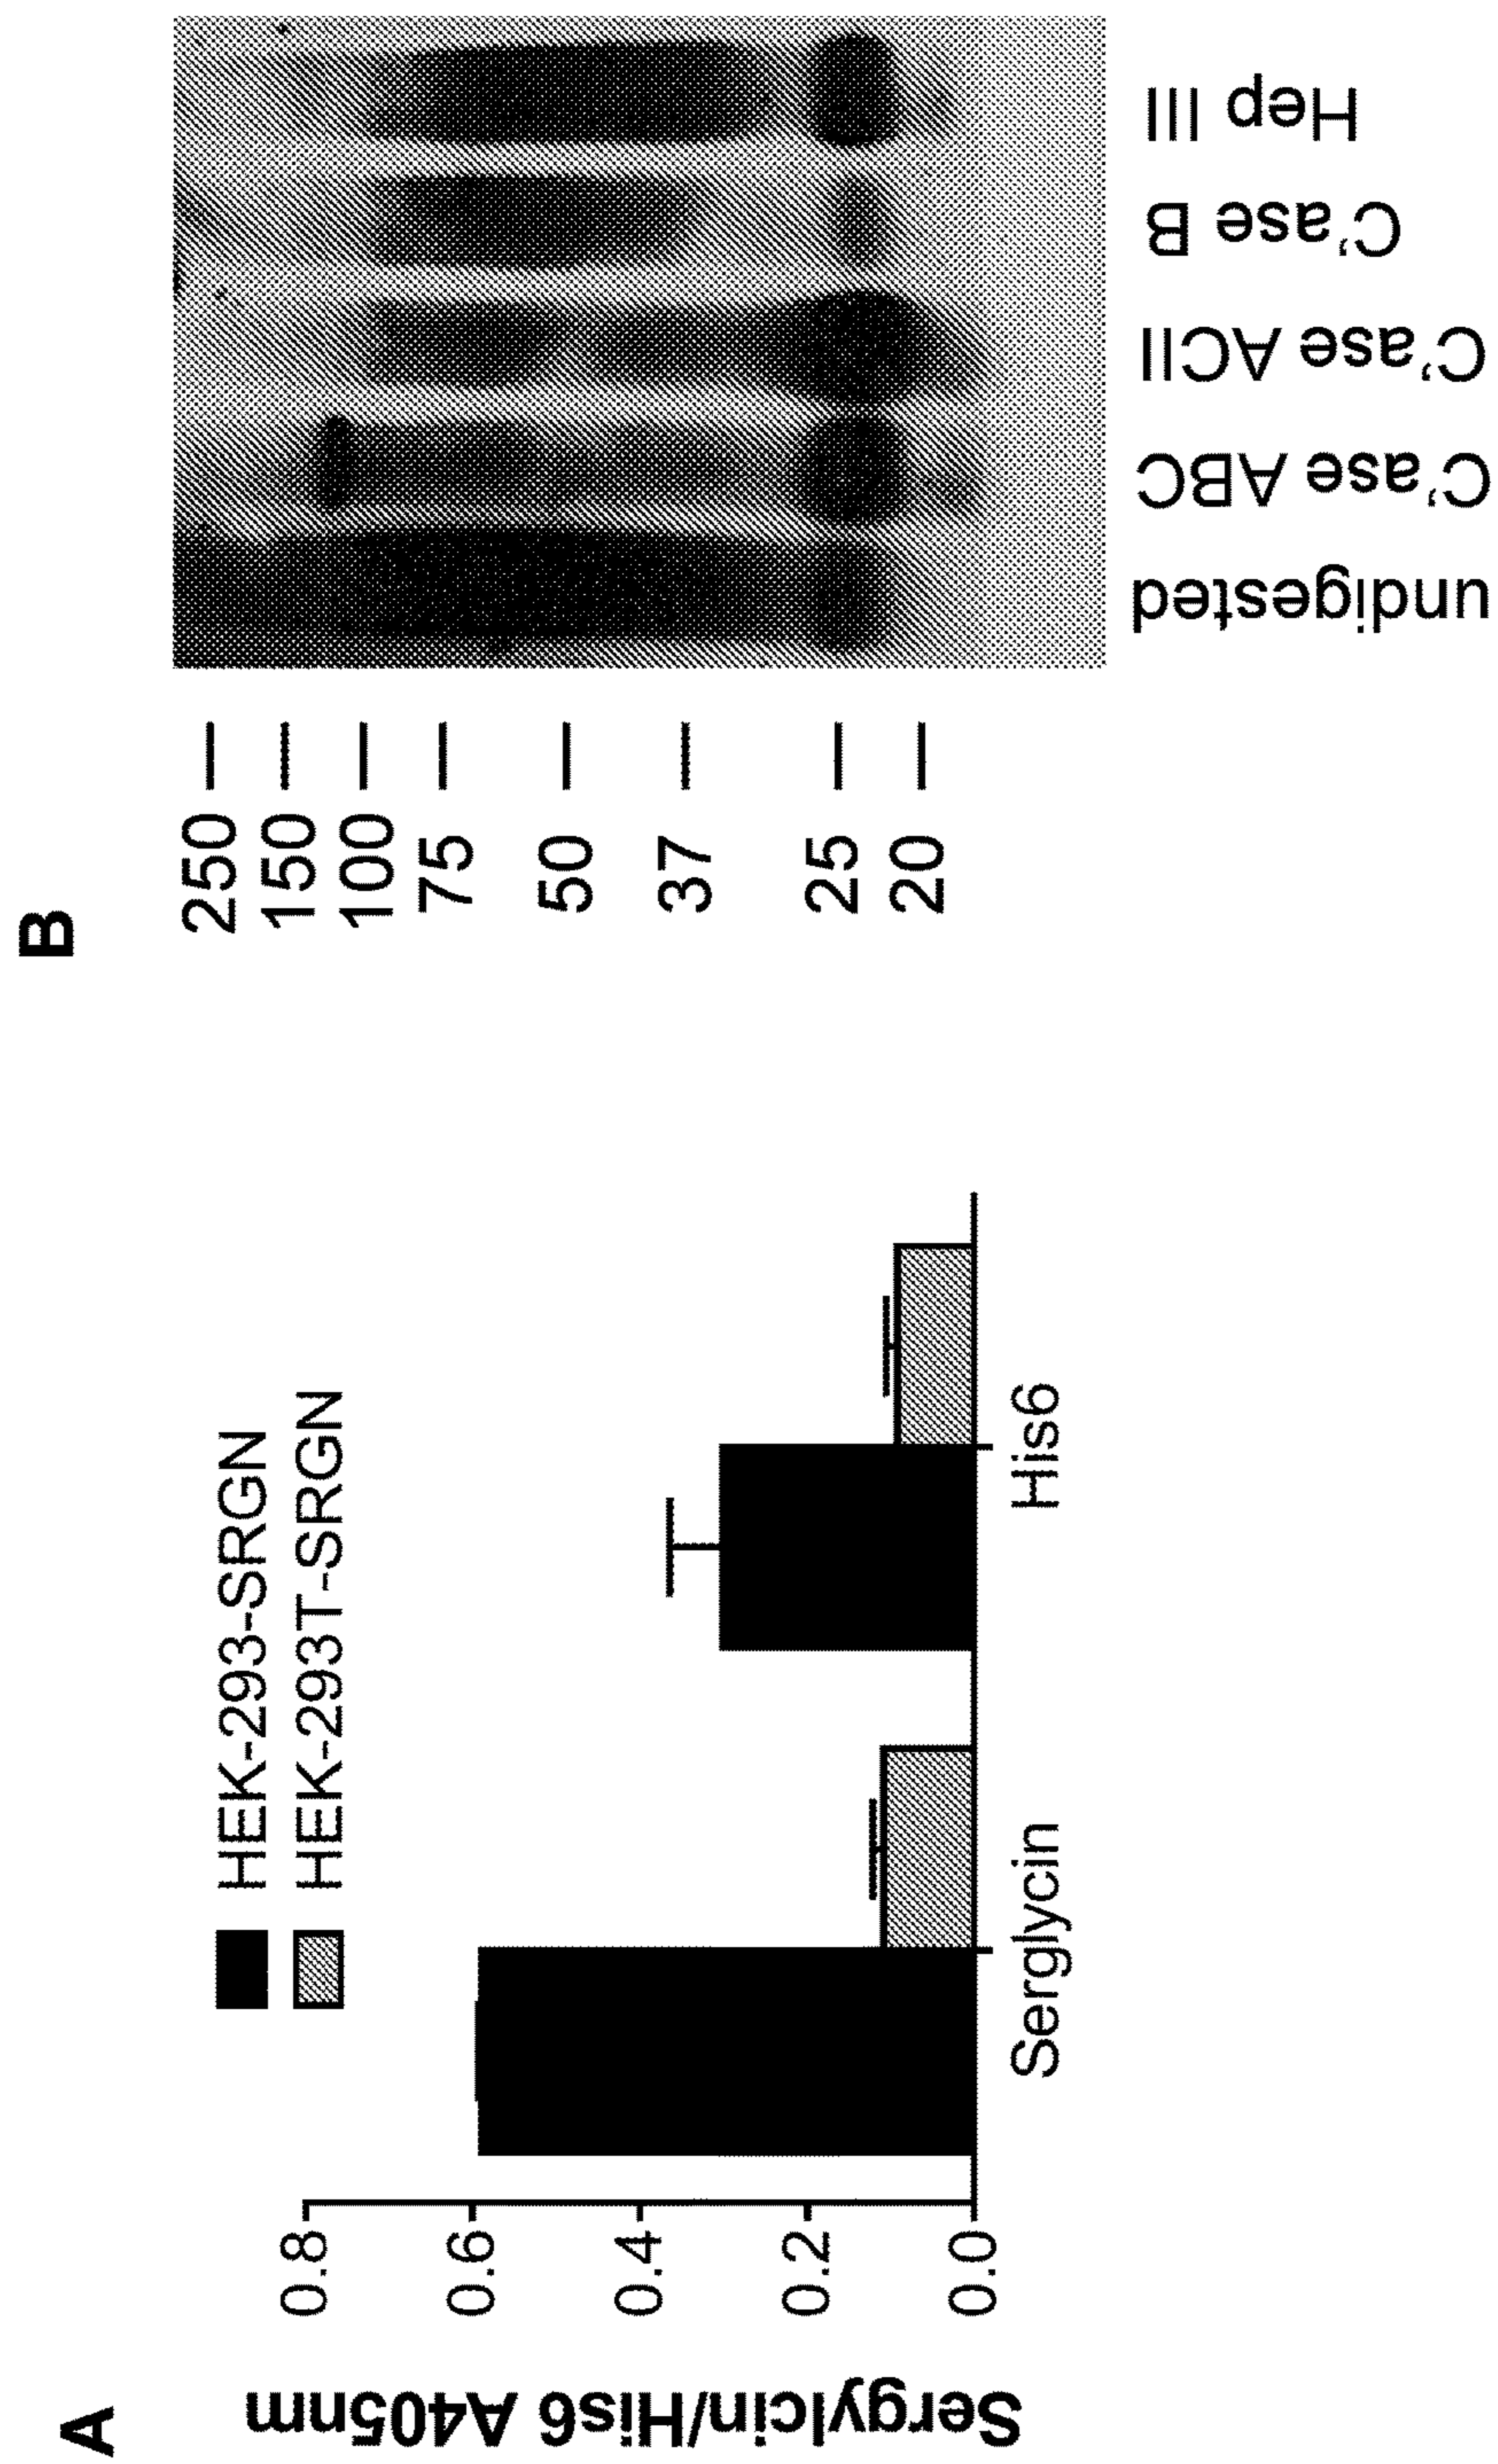 A
Sergylcin/His6 A405nm
0.8
0.6
0.4
0.2
0.0
HEK-293-SRGN
HEK-293T-SRGN
Serglycin
His6
B
250
150
100
75
50
37
25
20
undigested
C'ase ABC
C'ase ACII
C'ase B
Hep III